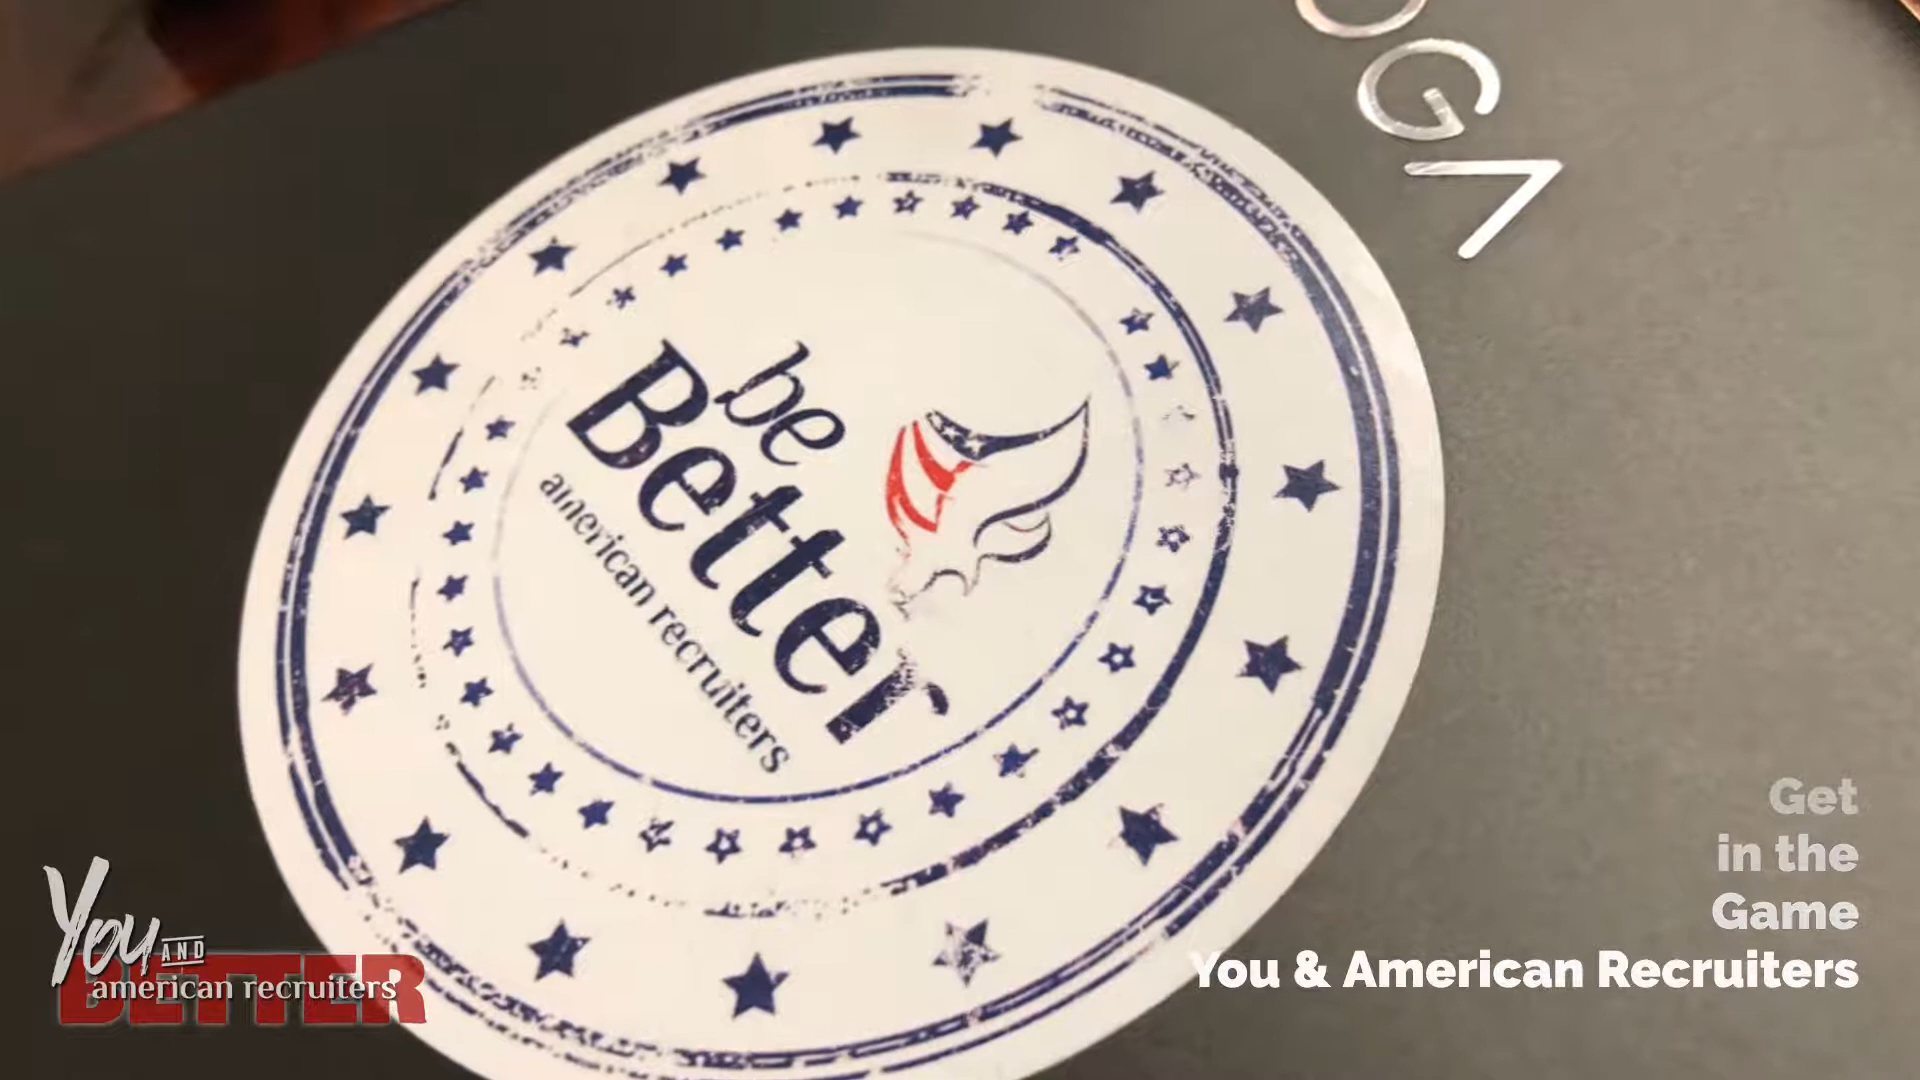 OGA
be
Better
american recruiters
Get
in the
Game
You & American Recruiters
You AND
BETTER
american recruiters